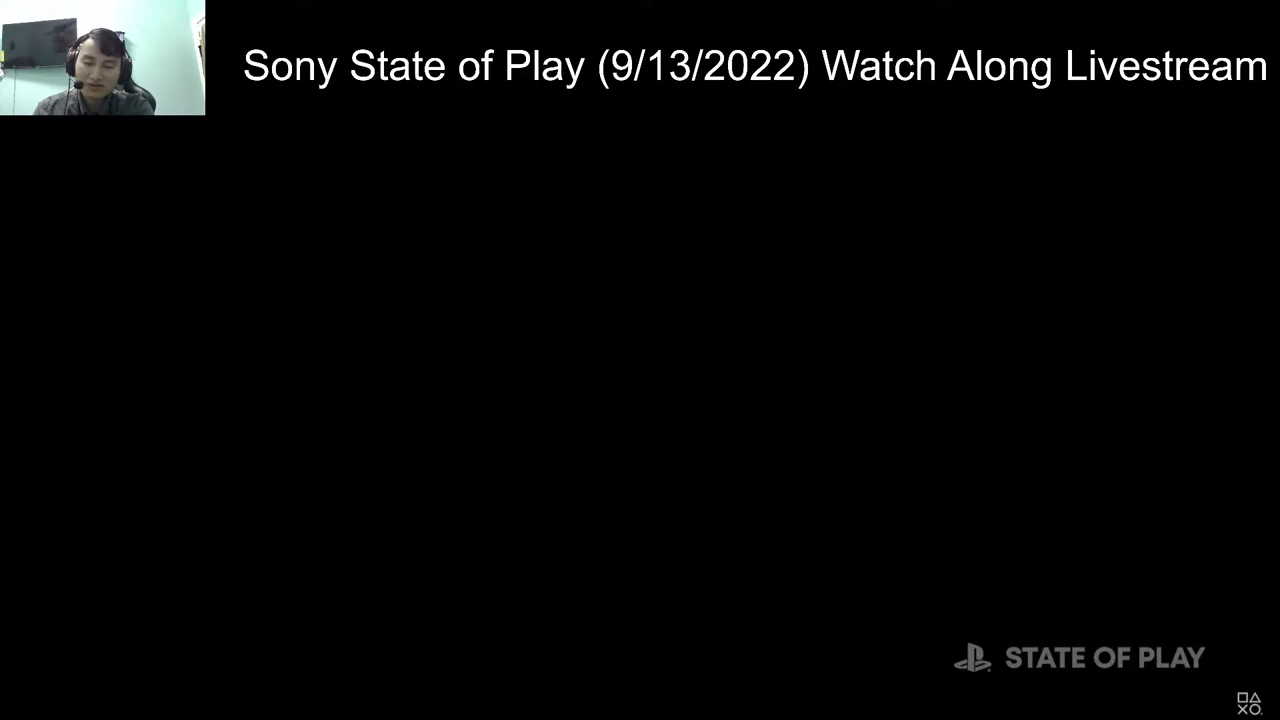 Sony State of Play (9/13/2022) Watch Along Livestream
STATE OF PLAY